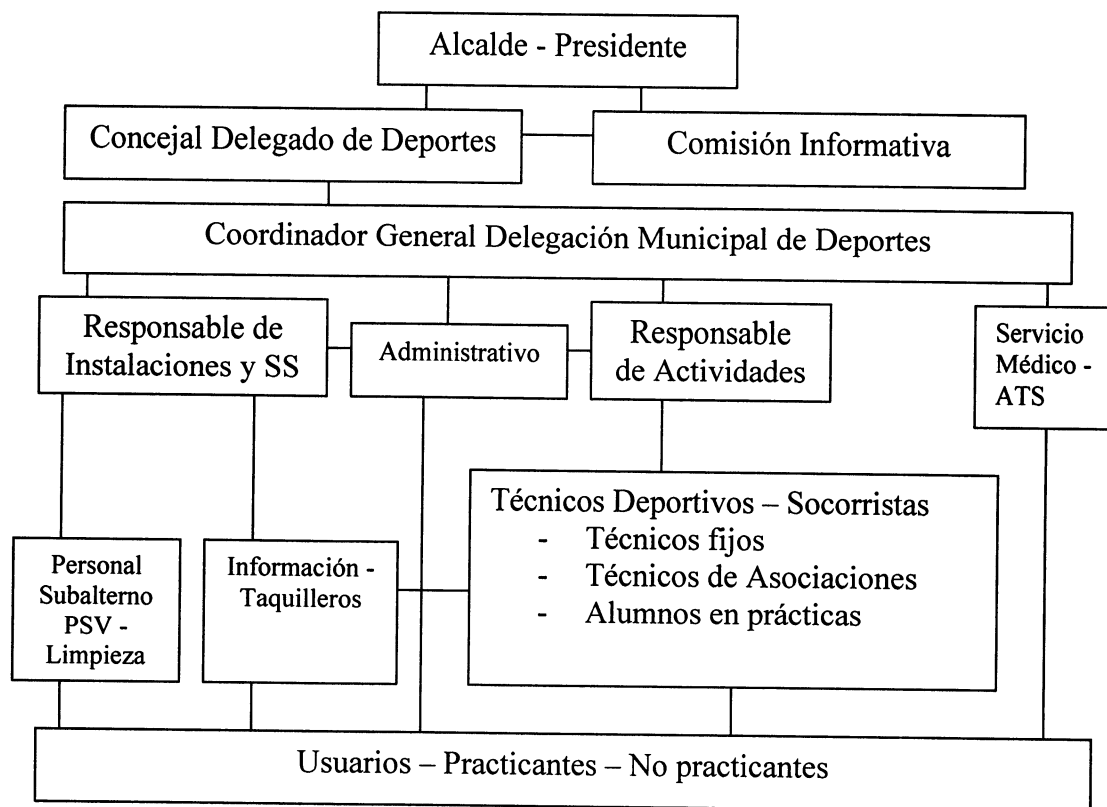 Alcalde - Presidente
Concejal Delegado de Deportes
Comisión Informativa
Coordinador General Delegación Municipal de Deportes
Responsable de
Instalaciones y SS
Administrativo
Responsable
de Actividades
Servicio
Médico -
ATS
Técnicos Deportivos – Socorristas
- Técnicos fijos
- Técnicos de Asociaciones
- Alumnos en prácticas
Personal
Subalterno
PSV -
Limpieza
Información -
Taquilleros
Usuarios – Practicantes – No practicantes